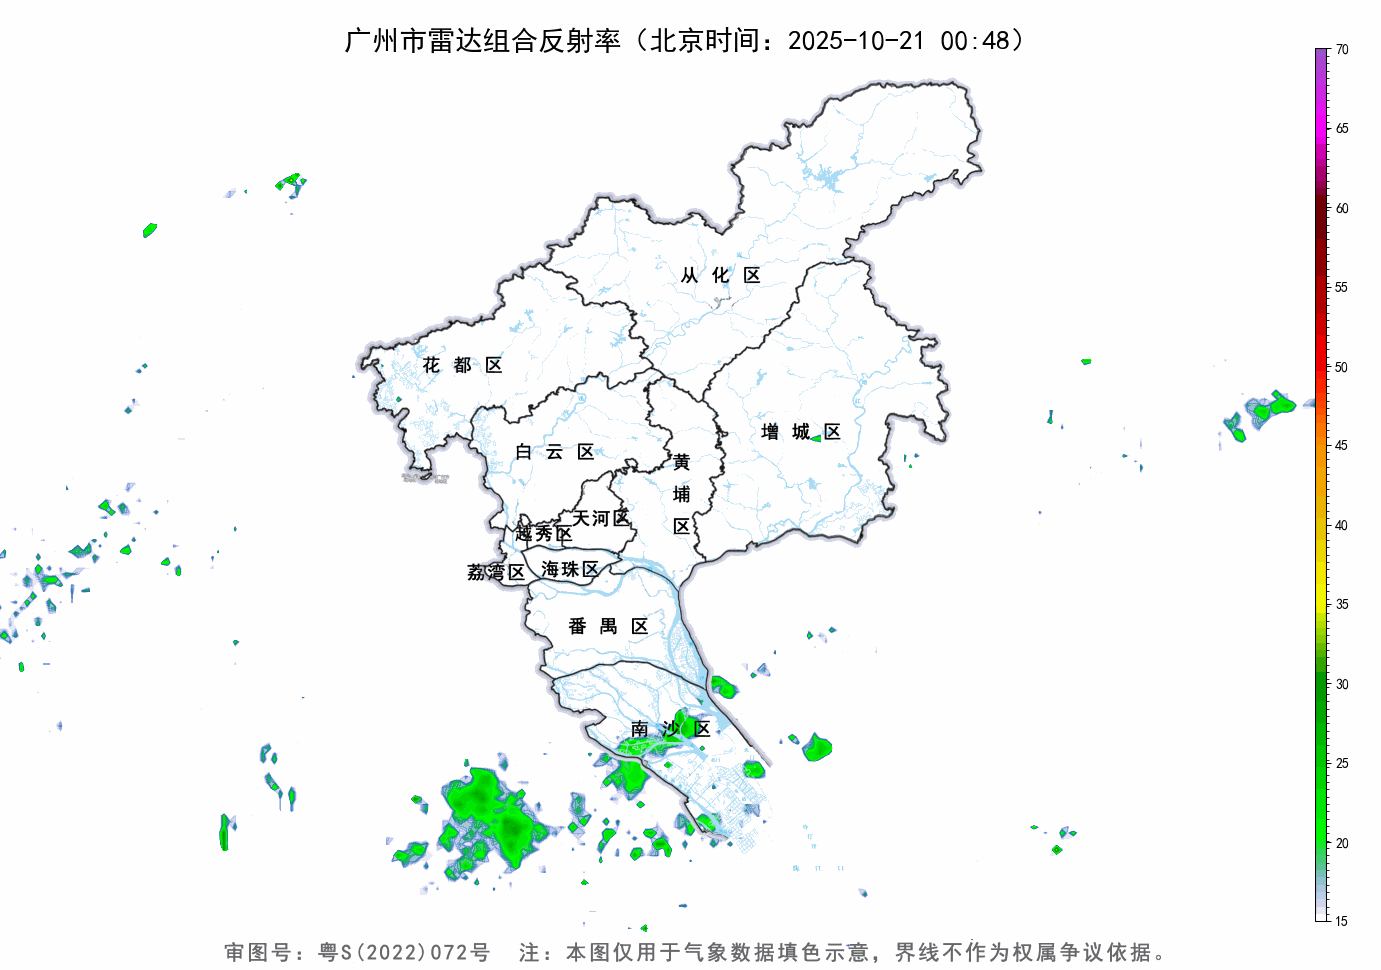 广州市雷达组合反射率（北京时间：2025-10-21 00:48）
70
65
60
55
50
45
40
35
30
25
20
15
从化区
花都区
增城区
白云区
黄埔区
天河区
越秀区
海珠区
荔湾区
番禺区
南沙区
审图号：粤S(2022)072号 注：本图仅用于气象数据填色示意，界线不作为权属争议依据。